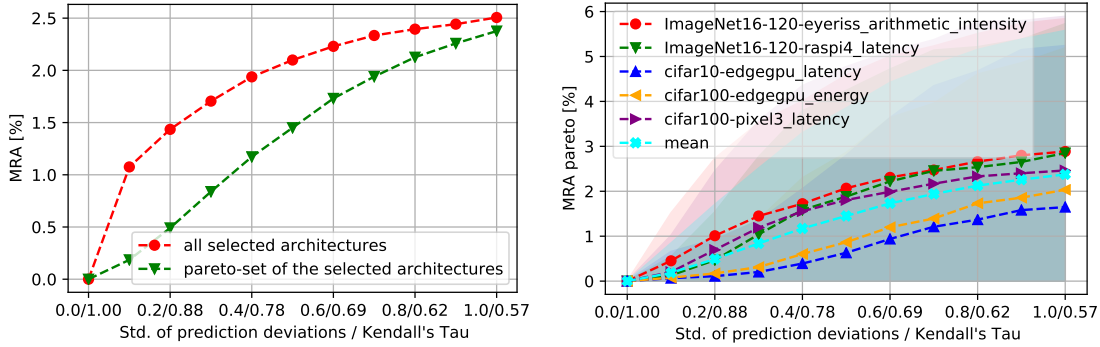 MRA [%]
2.5
2.0
1.5
1.0
0.5
0.0
all selected architectures
pareto-set of the selected architectures
0.0/1.00 0.2/0.88 0.4/0.78 0.6/0.69 0.8/0.62 1.0/0.57
Std. of prediction deviations / Kendall's Tau
MRA pareto [%]
6
5
4
3
2
1
0
ImageNet16-120-eyeriss_arithmetic_intensity
ImageNet16-120-raspi4_latency
cifar10-edgegpu_latency
cifar100-edgegpu_energy
cifar100-pixel3_latency
mean
0.0/1.00 0.2/0.88 0.4/0.78 0.6/0.69 0.8/0.62 1.0/0.57
Std. of prediction deviations / Kendall's Tau